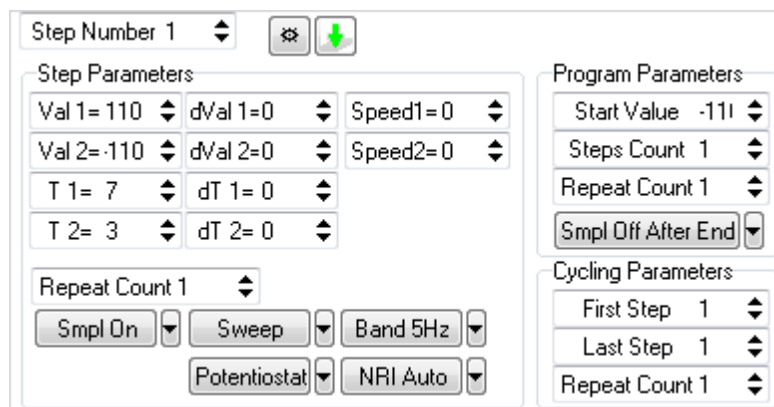 Step Number 1
Step Parameters
Val 1= 110 dVal 1=0 Speed1= 0
Val 2= -110 dVal 2=0 Speed2= 0
T 1= 7 dT 1= 0
T 2= 3 dT 2= 0
Repeat Count 1
Smpl On Sweep Band 5Hz
Potentiostat NRI Auto
Program Parameters
Start Value -110
Steps Count 1
Repeat Count 1
Smpl Off After End
Cycling Parameters
First Step 1
Last Step 1
Repeat Count 1